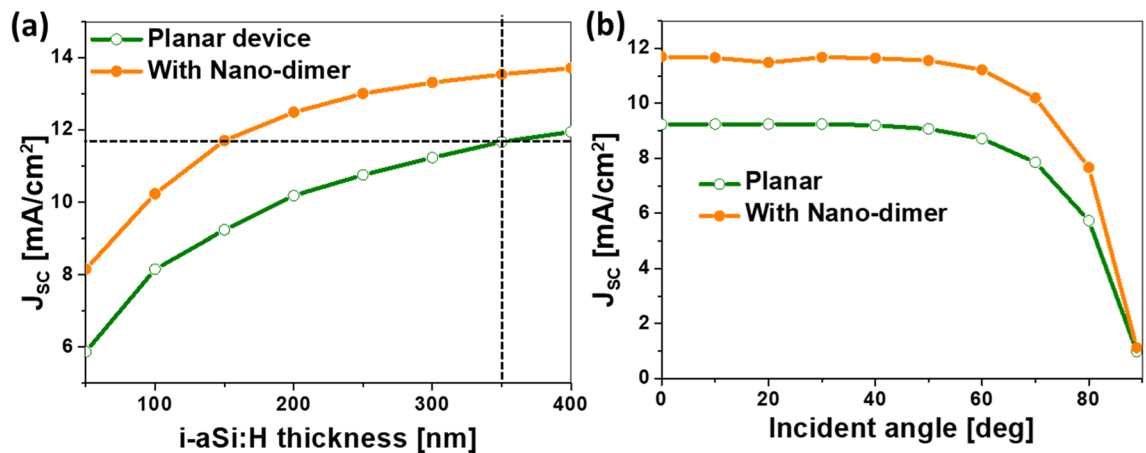 (a)
Planar device
With Nano-dimer
14
12
10
8
6
100
200
300
400
J_SC [mA/cm²]
i-aSi:H thickness [nm]
(b)
Planar
With Nano-dimer
12
10
8
6
4
2
0
0
20
40
60
80
J_SC [mA/cm²]
Incident angle [deg]